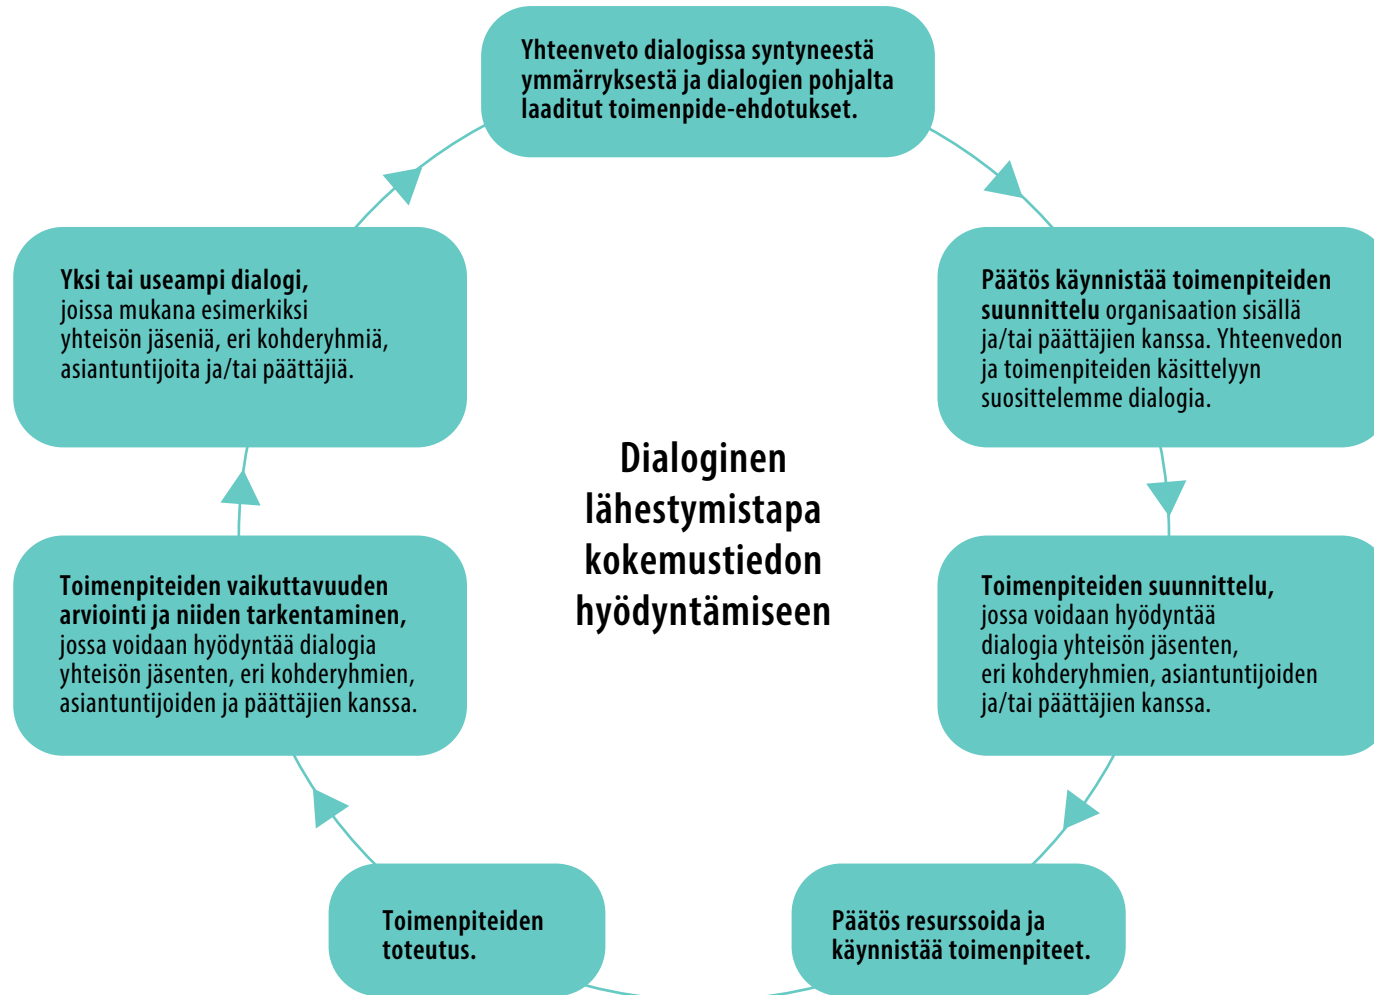 Yhteenveto dialogissa syntyneestä
ymmärryksestä ja dialogien pohjalta
laaditut toimenpide-ehdotukset.
Päätös käynnistää toimenpiteiden
suunnittelu organisaation sisällä
ja/tai päättäjien kanssa. Yhteenvedon
ja toimenpiteiden käsittelyyn
suosittelemme dialogia.
Toimenpiteiden suunnittelu,
jossa voidaan hyödyntää
dialogia yhteisön jäsenten,
eri kohderyhmien, asiantuntijoiden
ja/tai päättäjien kanssa.
Päätös resurssoida ja
käynnistää toimenpiteet.
Toimenpiteiden
toteutus.
Toimenpiteiden vaikuttavuuden
arviointi ja niiden tarkentaminen,
jossa voidaan hyödyntää dialogia
yhteisön jäsenten, eri kohderyhmien,
asiantuntijoiden ja päättäjien kanssa.
Yksi tai useampi dialogi,
joissa mukana esimerkiksi
yhteisön jäseniä, eri kohderyhmiä,
asiantuntijoita ja/tai päättäjiä.
Dialoginen
lähestymistapa
kokemustiedon
hyödyntämiseen